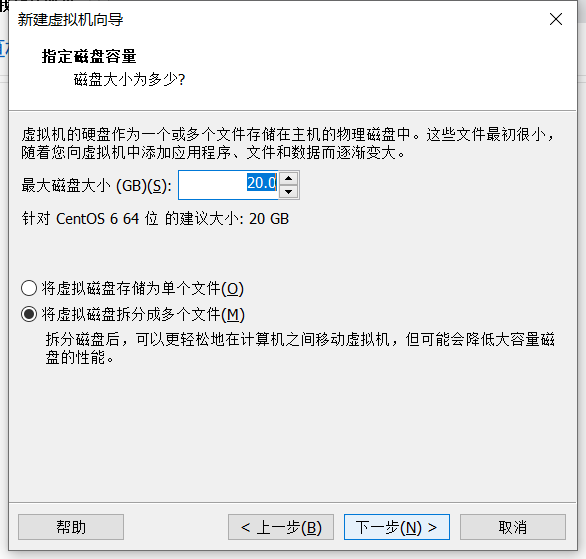 新建虚拟机向导
指定磁盘容量
磁盘大小为多少?
虚拟机的硬盘作为一个或多个文件存储在主机的物理磁盘中。这些文件最初很小，
随着您向虚拟机中添加应用程序、文件和数据而逐渐变大。
最大磁盘大小 (GB)(S): 20.0
针对 CentOS 6 64 位 的建议大小: 20 GB
将虚拟磁盘存储为单个文件(O)
将虚拟磁盘拆分成多个文件(M)
拆分磁盘后，可以更轻松地在计算机之间移动虚拟机，但可能会降低大容量磁
盘的性能。
帮助 < 上一步(B) 下一步(N) > 取消